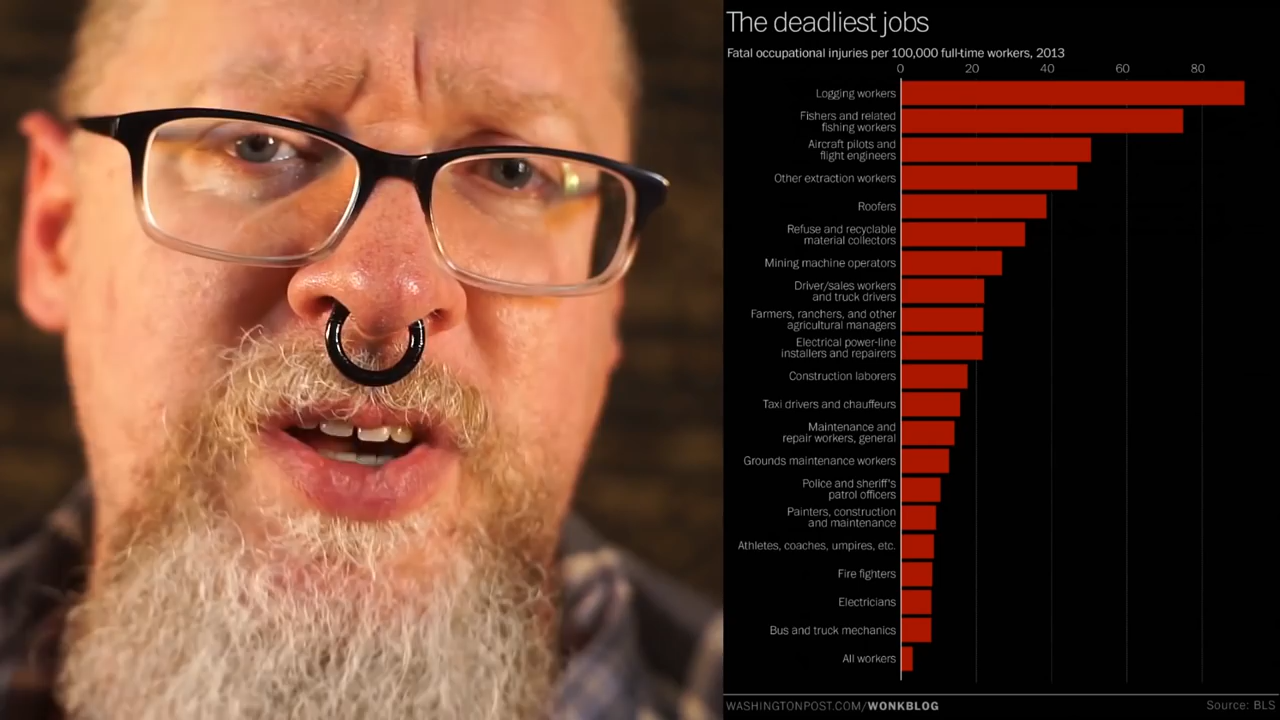 The deadliest jobs
Fatal occupational injuries per 100,000 full-time workers, 2013
0 20 40 60 80
Logging workers
Fishers and related
fishing workers
Aircraft pilots and
flight engineers
Other extraction workers
Roofers
Refuse and recyclable
material collectors
Mining machine operators
Driver/sales workers
and truck drivers
Farmers, ranchers, and other
agricultural managers
Electrical power-line
installers and repairers
Construction laborers
Taxi drivers and chauffeurs
Maintenance and
repair workers, general
Grounds maintenance workers
Police and sheriff's
patrol officers
Painters, construction
and maintenance
Athletes, coaches, umpires, etc.
Fire fighters
Electricians
Bus and truck mechanics
All workers
WASHINGTONPOST.COM/WONKBLOG Source: BLS